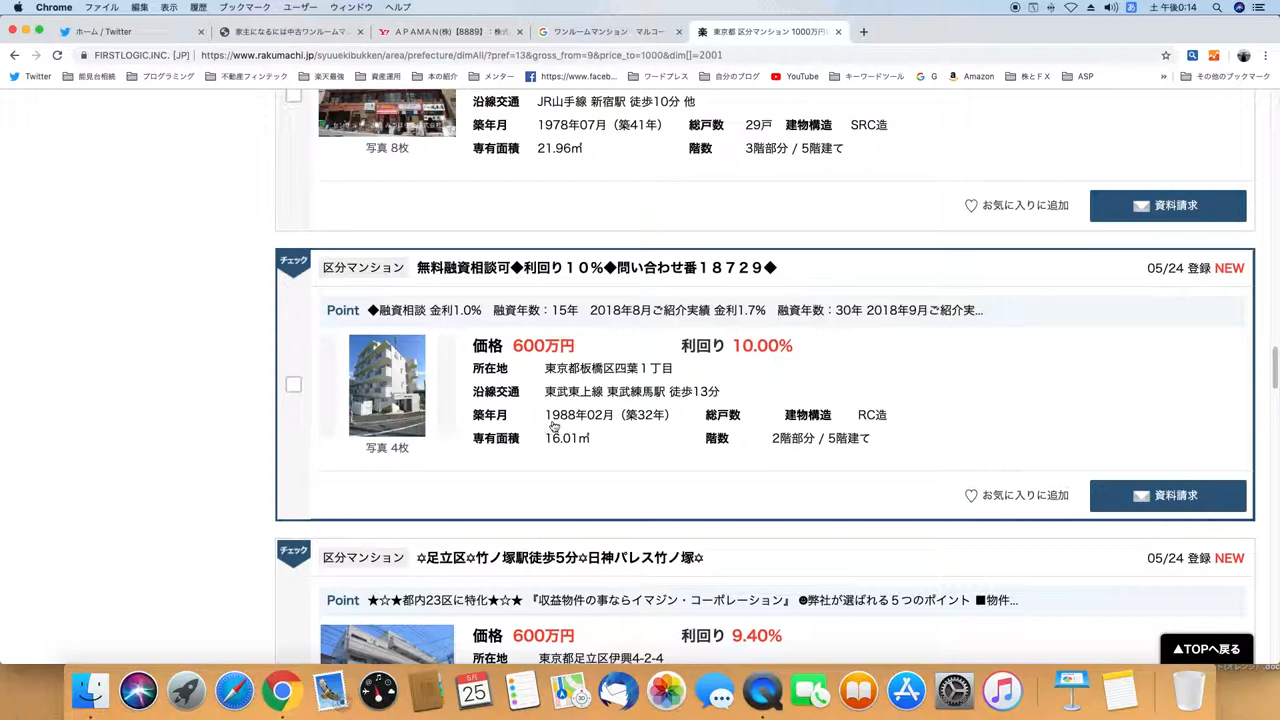 Chrome ファイル 編集 表示 履歴 ブックマーク ユーザー ウィンドウ ヘルプ 土 午後0:14
ホーム / Twitter 家主になるには中古ワンルームマ ＡＰＡＭＡＮ(株)【8889】：株式 ワンルームマンション マルコー 東京都 区分マンション 1000万円以
FIRSTLOGIC,INC. [JP] https://www.rakumachi.jp/syuuekibukken/area/prefecture/dimAll/?pref=13&gross_from=9&price_to=1000&dim[]=2001
Twitter 能見台相続 プログラミング 不動産フィンテック 楽天最強 資産運用 本の紹介 メンター https://www.faceb... ワードプレス 自分のブログ YouTube キーワードツール G Amazon 株とＦＸ ASP » その他のブックマーク
沿線交通 JR山手線 新宿駅 徒歩10分 他
築年月 1978年07月（築41年） 総戸数 29戸 建物構造 SRC造
写真 8枚 専有面積 21.96㎡ 階数 3階部分 / 5階建て
お気に入りに追加 資料請求
チェック 区分マンション 無料融資相談可◆利回り１０％◆問い合わせ番１８７２９◆ 05/24 登録 NEW
Point ◆融資相談 金利1.0% 融資年数：15年 2018年8月ご紹介実績 金利1.7% 融資年数：30年 2018年9月ご紹介実...
価格 600万円 利回り 10.00%
所在地 東京都板橋区四葉１丁目
沿線交通 東武東上線 東武練馬駅 徒歩13分
築年月 1988年02月（築32年） 総戸数 建物構造 RC造
写真 4枚 専有面積 16.01㎡ 階数 2階部分 / 5階建て
お気に入りに追加 資料請求
チェック 区分マンション ✡足立区✡竹ノ塚駅徒歩5分✡日神パレス竹ノ塚✡ 05/24 登録 NEW
Point ★☆★都内23区に特化★☆★ 『収益物件の事ならイマジン・コーポレーション』 ☻弊社が選ばれる５つのポイント ■物件...
価格 600万円 利回り 9.40%
所在地 東京都足立区伊興4-2-4
▲TOPへ戻る
5月
25